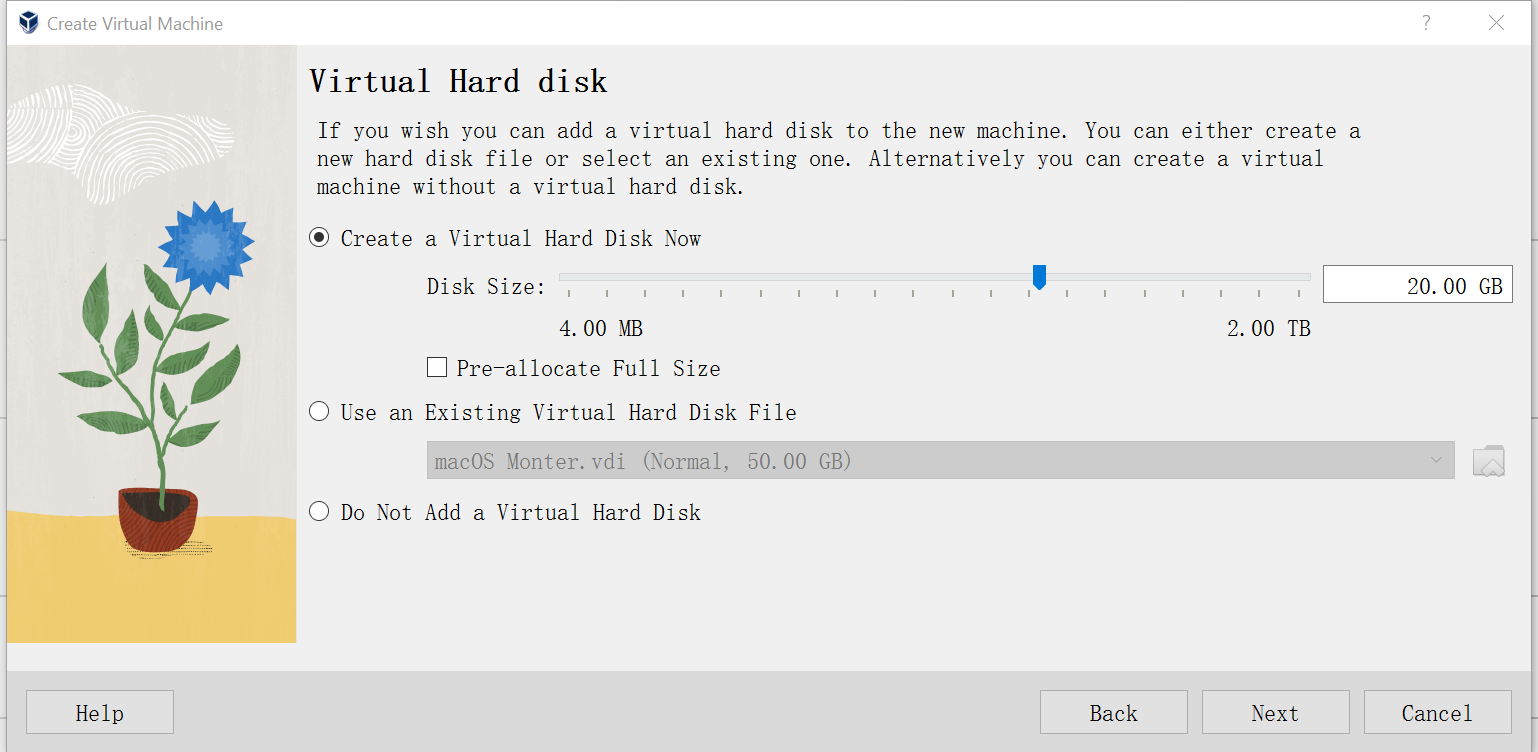 Create Virtual Machine
?
Virtual Hard disk
If you wish you can add a virtual hard disk to the new machine. You can either create a
new hard disk file or select an existing one. Alternatively you can create a virtual
machine without a virtual hard disk.
Create a Virtual Hard Disk Now
Disk Size:
20.00 GB
4.00 MB
2.00 TB
Pre-allocate Full Size
Use an Existing Virtual Hard Disk File
macOS Monter.vdi (Normal, 50.00 GB)
Do Not Add a Virtual Hard Disk
Help
Back
Next
Cancel